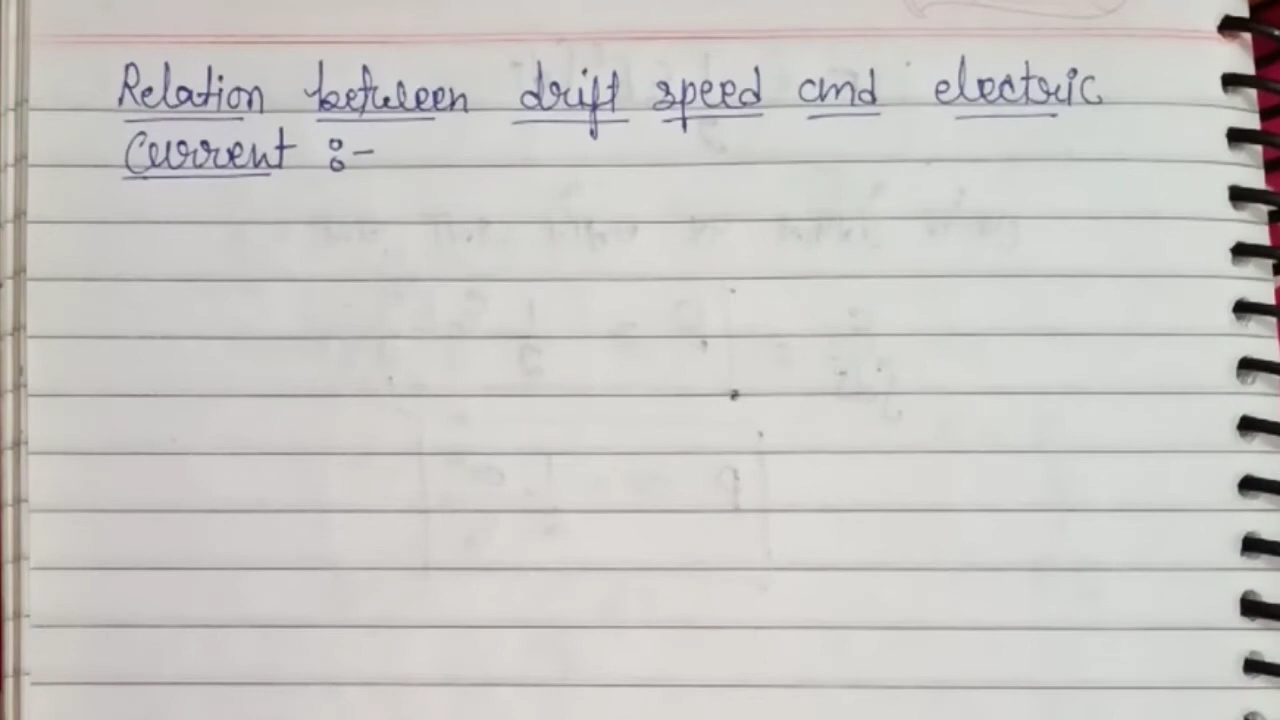 Relation between drift speed and electric
Current :-